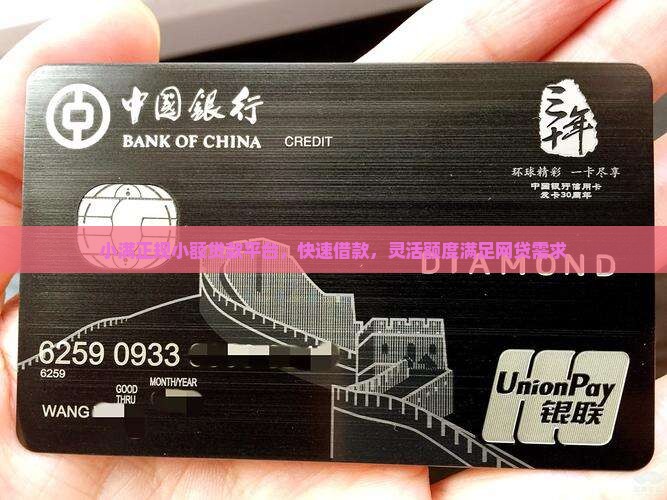 中國銀行
BANK OF CHINA
CREDIT
三十年
环球精彩 一卡尽享
中国银行信用卡
发卡30周年
快速借款，灵活额度满足网贷需求
DIAMOND
6259 0933
6259
GOOD
THRU
MONTH/YEAR
WANG
UnionPay
银联